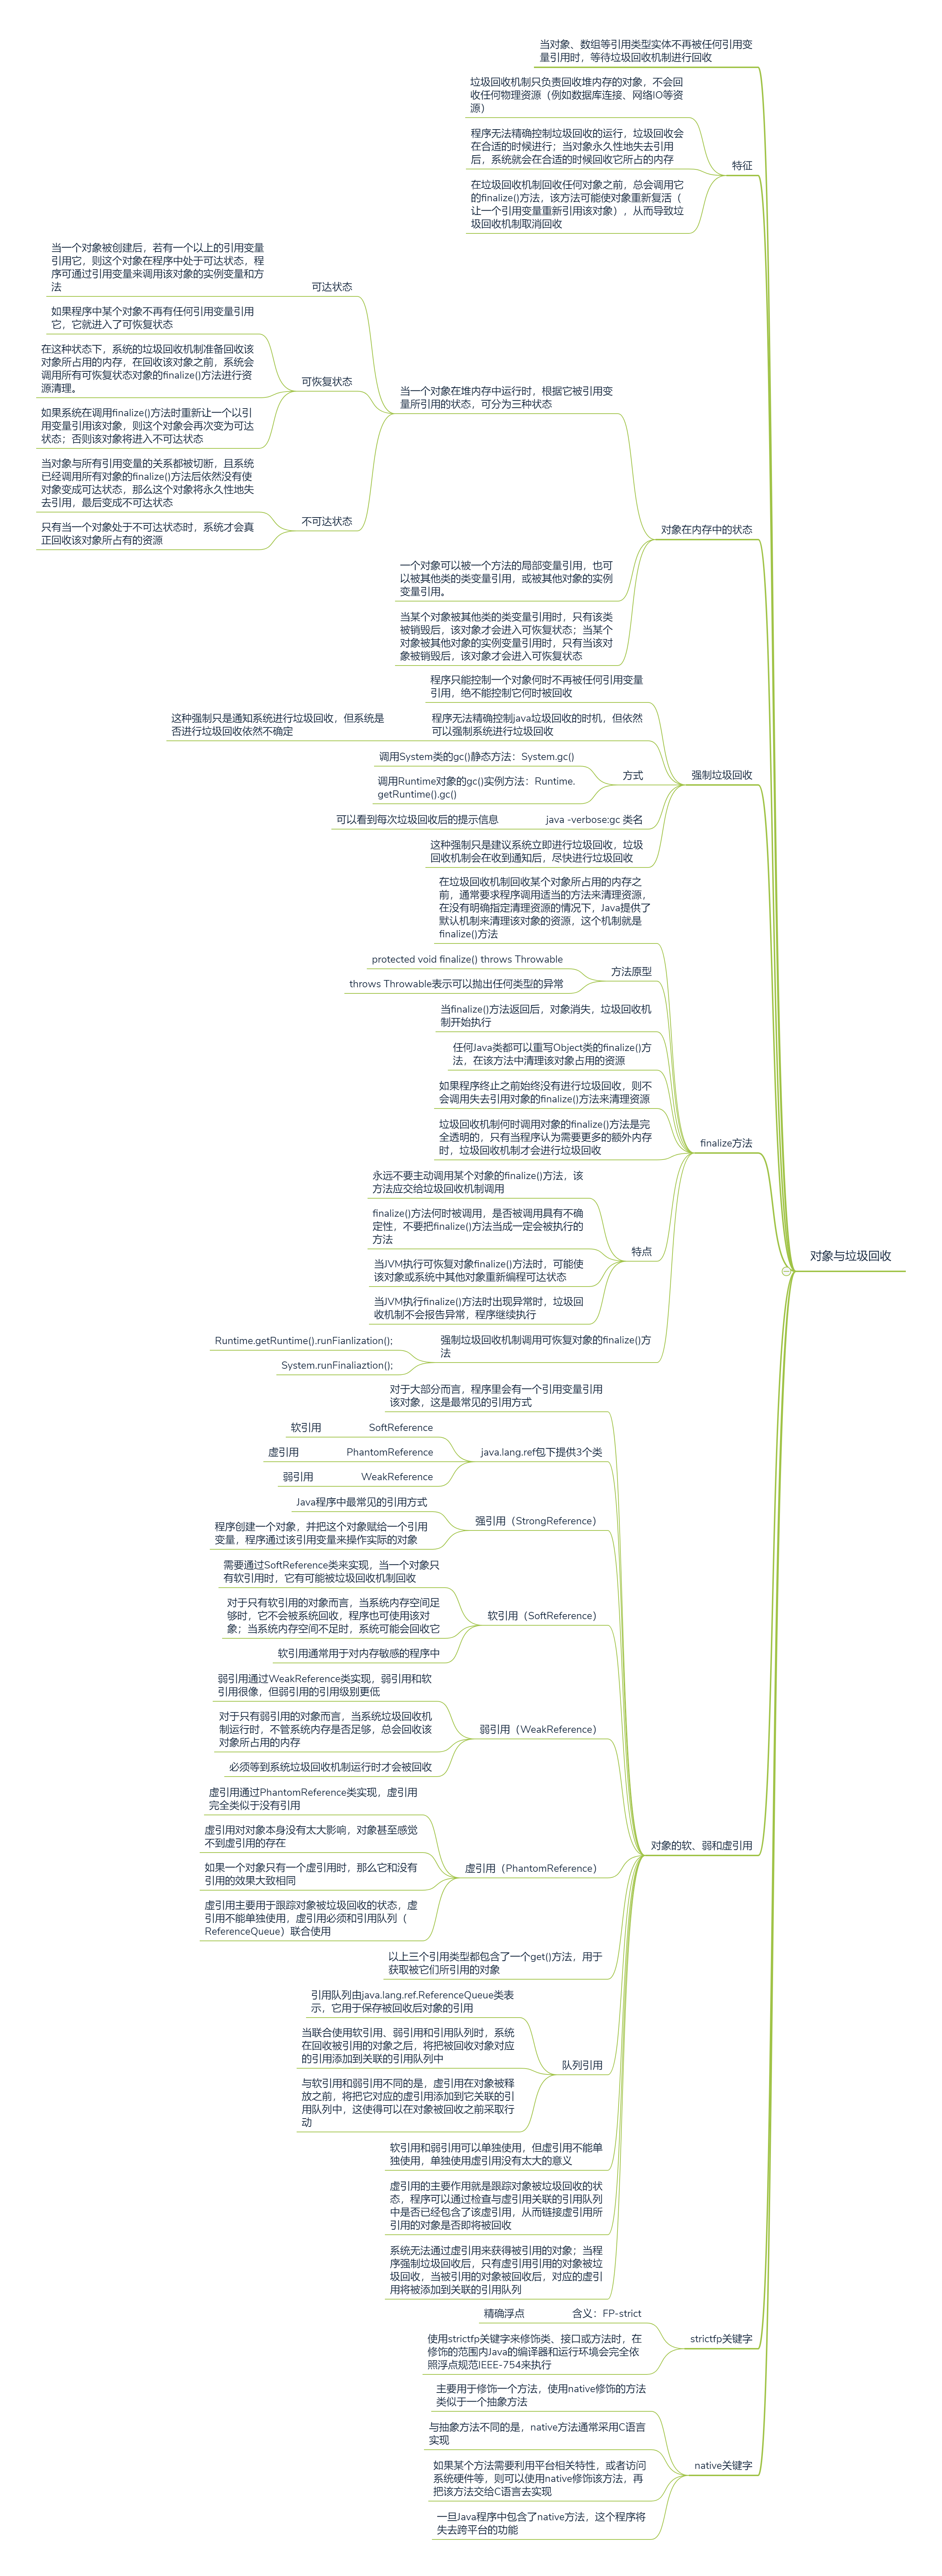 当对象、数组等引用类型实体不再被任何引用变
量引用时，等待垃圾回收机制进行回收
垃圾回收机制只负责回收堆内存的对象，不会回
收任何物理资源（例如数据库连接、网络IO等资
源）
程序无法精确控制垃圾回收的运行，垃圾回收会
在合适的时候进行；当对象永久性地失去引用
后，系统就会在合适的时候回收它所占的内存
特征
在垃圾回收机制回收任何对象之前，总会调用它
的finalize()方法，该方法可能使对象重新复活（
让一个引用变量重新引用该对象），从而导致垃
圾回收机制取消回收
当一个对象被创建后，若有一个以上的引用变量
引用它，则这个对象在程序中处于可达状态，程
序可通过引用变量来调用该对象的实例变量和方
法
可达状态
如果程序中某个对象不再有任何引用变量引用
它，它就进入了可恢复状态
在这种状态下，系统的垃圾回收机制准备回收该
对象所占用的内存，在回收该对象之前，系统会
调用所有可恢复状态对象的finalize()方法进行资
源清理。
可恢复状态
如果系统在调用finalize()方法时重新让一个以引
用变量引用该对象，则这个对象会再次变为可达
状态；否则该对象将进入不可达状态
当一个对象在堆内存中运行时，根据它被引用变
量所引用的状态，可分为三种状态
当对象与所有引用变量的关系都被切断，且系统
已经调用所有对象的finalize()方法后依然没有使
对象变成可达状态，那么这个对象将永久性地失
去引用，最后变成不可达状态
不可达状态
只有当一个对象处于不可达状态时，系统才会真
正回收该对象所占有的资源
对象在内存中的状态
一个对象可以被一个方法的局部变量引用，也可
以被其他类的类变量引用，或被其他对象的实例
变量引用。
当某个对象被其他类的类变量引用时，只有该类
被销毁后，该对象才会进入可恢复状态；当某个
对象被其他对象的实例变量引用时，只有当该对
象被销毁后，该对象才会进入可恢复状态
程序只能控制一个对象何时不再被任何引用变量
引用，绝不能控制它何时被回收
这种强制只是通知系统进行垃圾回收，但系统是
否进行垃圾回收依然不确定
程序无法精确控制java垃圾回收的时机，但依然
可以强制系统进行垃圾回收
调用System类的gc()静态方法：System.gc()
方式
调用Runtime对象的gc()实例方法：Runtime.
getRuntime().gc()
强制垃圾回收
可以看到每次垃圾回收后的提示信息
java -verbose:gc 类名
这种强制只是建议系统立即进行垃圾回收，垃圾
回收机制会在收到通知后，尽快进行垃圾回收
在垃圾回收机制回收某个对象所占用的内存之
前，通常要求程序调用适当的方法来清理资源，
在没有明确指定清理资源的情况下，Java提供了
默认机制来清理该对象的资源，这个机制就是
finalize()方法
protected void finalize() throws Throwable
方法原型
throws Throwable表示可以抛出任何类型的异常
当finalize()方法返回后，对象消失，垃圾回收机
制开始执行
任何Java类都可以重写Object类的finalize()方
法，在该方法中清理该对象占用的资源
如果程序终止之前始终没有进行垃圾回收，则不
会调用失去引用对象的finalize()方法来清理资源
垃圾回收机制何时调用对象的finalize()方法是完
全透明的，只有当程序认为需要更多的额外内存
时，垃圾回收机制才会进行垃圾回收
finalize方法
永远不要主动调用某个对象的finalize()方法，该
方法应交给垃圾回收机制调用
finalize()方法何时被调用，是否被调用具有不确
定性，不要把finalize()方法当成一定会被执行的
方法
特点
当JVM执行可恢复对象finalize()方法时，可能使
该对象或系统中其他对象重新编程可达状态
当JVM执行finalize()方法时出现异常时，垃圾回
收机制不会报告异常，程序继续执行
Runtime.getRuntime().runFianlization();
强制垃圾回收机制调用可恢复对象的finalize()方
法
System.runFinaliaztion();
对象与垃圾回收
对于大部分而言，程序里会有一个引用变量引用
该对象，这是最常见的引用方式
软引用
SoftReference
虚引用
PhantomReference
java.lang.ref包下提供3个类
弱引用
WeakReference
Java程序中最常见的引用方式
强引用（StrongReference）
程序创建一个对象，并把这个对象赋给一个引用
变量，程序通过该引用变量来操作实际的对象
需要通过SoftReference类来实现，当一个对象只
有软引用时，它有可能被垃圾回收机制回收
对于只有软引用的对象而言，当系统内存空间足
够时，它不会被系统回收，程序也可使用该对
象；当系统内存空间不足时，系统可能会回收它
软引用（SoftReference）
软引用通常用于对内存敏感的程序中
弱引用通过WeakReference类实现，弱引用和软
引用很像，但弱引用的引用级别更低
对于只有弱引用的对象而言，当系统垃圾回收机
制运行时，不管系统内存是否足够，总会回收该
对象所占用的内存
弱引用（WeakReference）
必须等到系统垃圾回收机制运行时才会被回收
虚引用通过PhantomReference类实现，虚引用
完全类似于没有引用
虚引用对对象本身没有太大影响，对象甚至感觉
不到虚引用的存在
对象的软、弱和虚引用
虚引用（PhantomReference）
如果一个对象只有一个虚引用时，那么它和没有
引用的效果大致相同
虚引用主要用于跟踪对象被垃圾回收的状态，虚
引用不能单独使用，虚引用必须和引用队列（
ReferenceQueue）联合使用
以上三个引用类型都包含了一个get()方法，用于
获取被它们所引用的对象
引用队列由java.lang.ref.ReferenceQueue类表
示，它用于保存被回收后对象的引用
当联合使用软引用、弱引用和引用队列时，系统
在回收被引用的对象之后，将把被回收对象对应
的引用添加到关联的引用队列中
队列引用
与软引用和弱引用不同的是，虚引用在对象被释
放之前，将把它对应的虚引用添加到它关联的引
用队列中，这使得可以在对象被回收之前采取行
动
软引用和弱引用可以单独使用，但虚引用不能单
独使用，单独使用虚引用没有太大的意义
虚引用的主要作用就是跟踪对象被垃圾回收的状
态，程序可以通过检查与虚引用关联的引用队列
中是否已经包含了该虚引用，从而链接虚引用所
引用的对象是否即将被回收
系统无法通过虚引用来获得被引用的对象；当程
序强制垃圾回收后，只有虚引用引用的对象被垃
圾回收，当被引用的对象被回收后，对应的虚引
用将被添加到关联的引用队列
精确浮点
含义：FP-strict
strictfp关键字
使用strictfp关键字来修饰类、接口或方法时，在
修饰的范围内Java的编译器和运行环境会完全依
照浮点规范IEEE-754来执行
主要用于修饰一个方法，使用native修饰的方法
类似于一个抽象方法
与抽象方法不同的是，native方法通常采用C语言
实现
native关键字
如果某个方法需要利用平台相关特性，或者访问
系统硬件等，则可以使用native修饰该方法，再
把该方法交给C语言去实现
一旦Java程序中包含了native方法，这个程序将
失去跨平台的功能